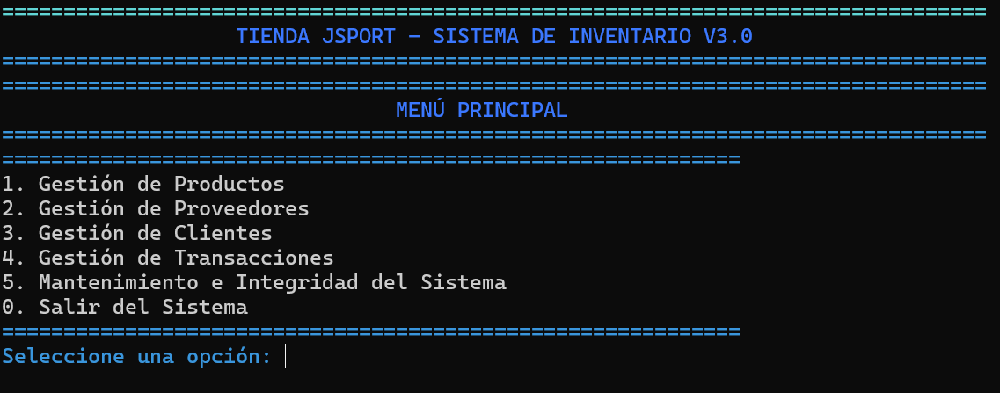 ================================================================================
TIENDA JSPORT - SISTEMA DE INVENTARIO V3.0
================================================================================
================================================================================
MENÚ PRINCIPAL
================================================================================
============================================================
1. Gestión de Productos
2. Gestión de Proveedores
3. Gestión de Clientes
4. Gestión de Transacciones
5. Mantenimiento e Integridad del Sistema
0. Salir del Sistema
============================================================
Seleccione una opción: